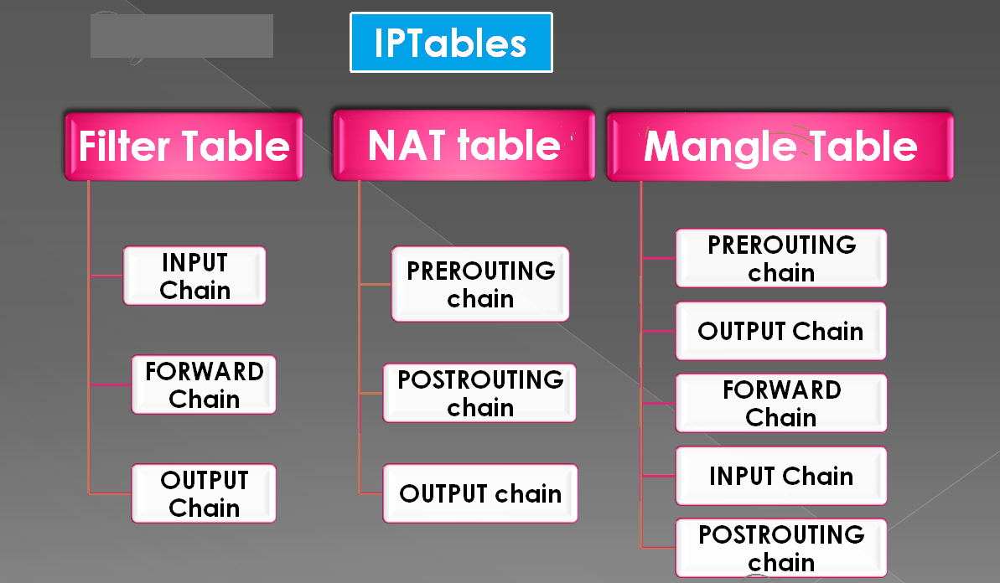 IPTables
Filter Table
INPUT
Chain
FORWARD
Chain
OUTPUT
Chain
NAT table
PREROUTING
chain
POSTROUTING
chain
OUTPUT chain
Mangle Table
PREROUTING
chain
OUTPUT Chain
FORWARD
Chain
INPUT Chain
POSTROUTING
chain